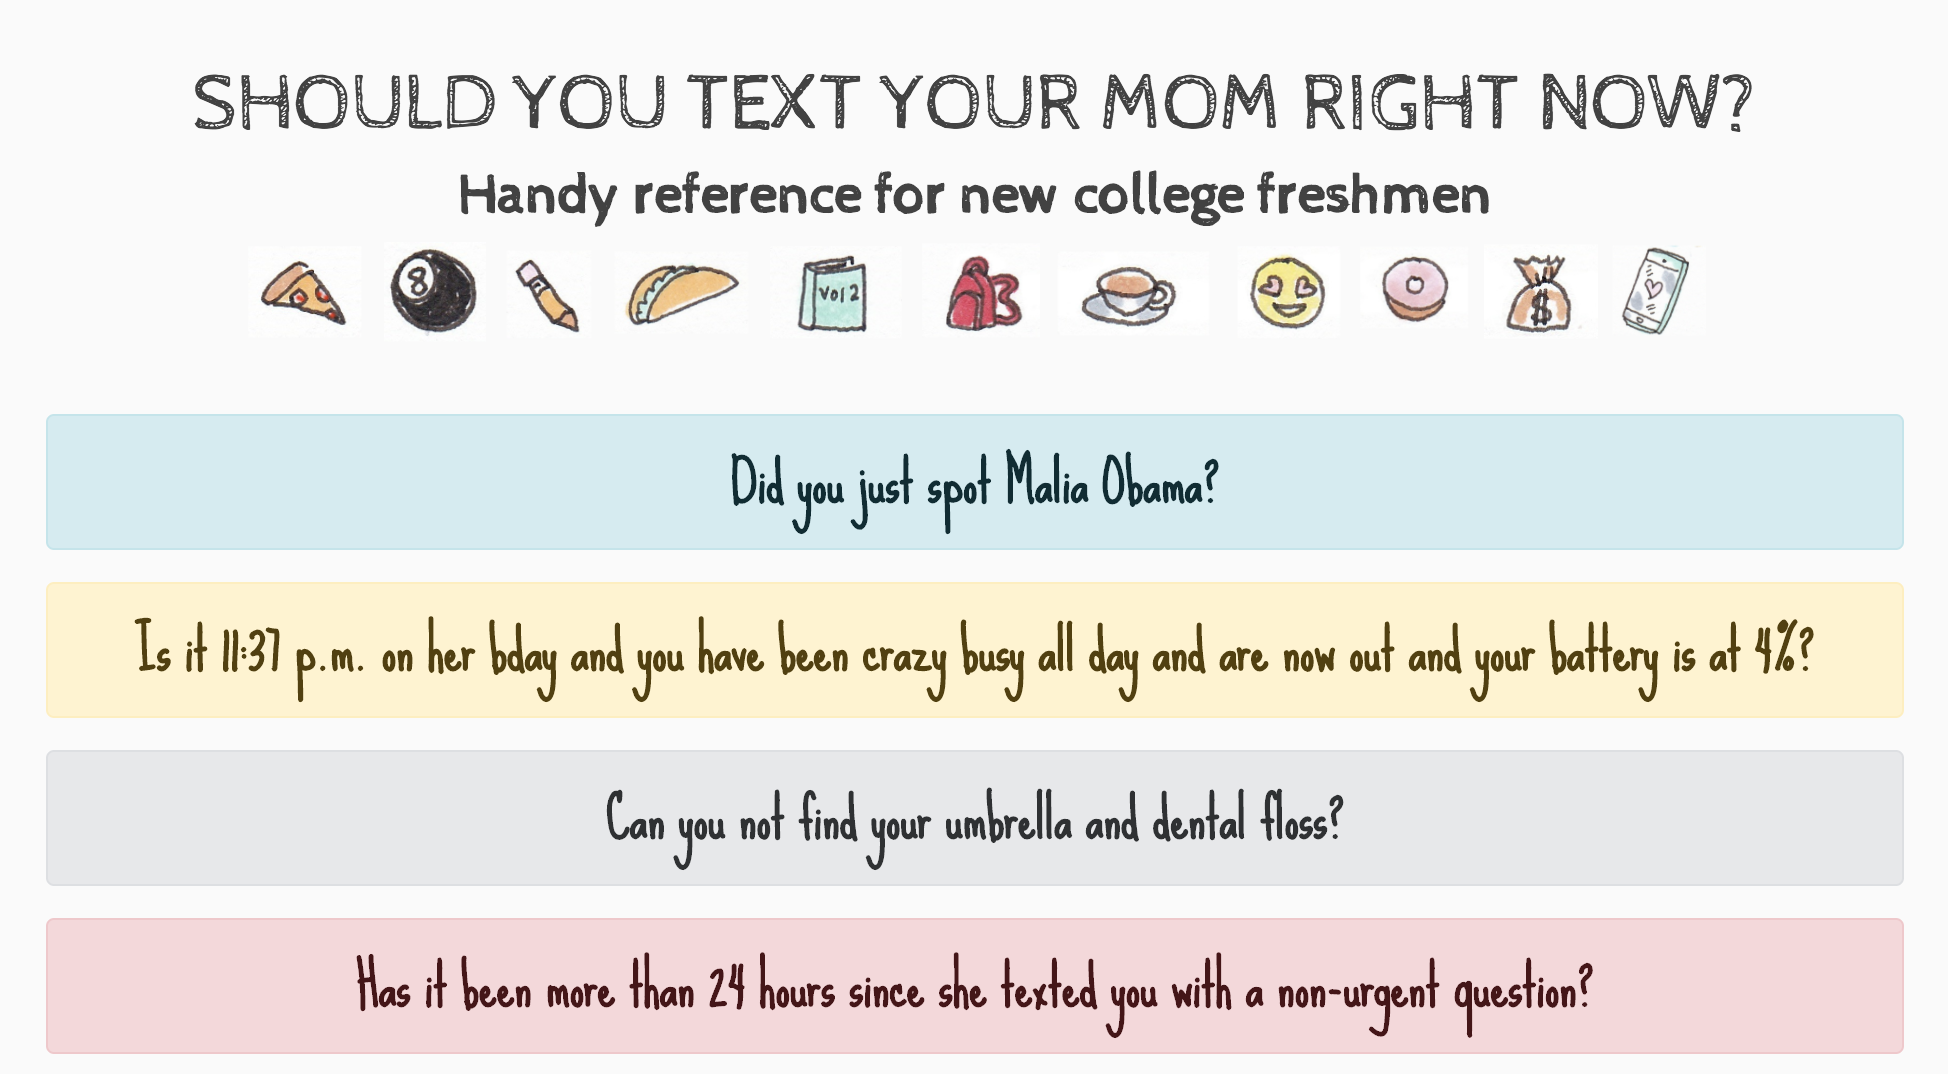 SHOULD YOU TEXT YOUR MOM RIGHT NOW?
Handy reference for new college freshmen
8
Vol 2
$
Did you just spot Malia Obama?
Is it 11:37 p.m. on her bday and you have been crazy busy all day and are now out and your battery is at 4%?
Can you not find your umbrella and dental floss?
Has it been more than 24 hours since she texted you with a non-urgent question?